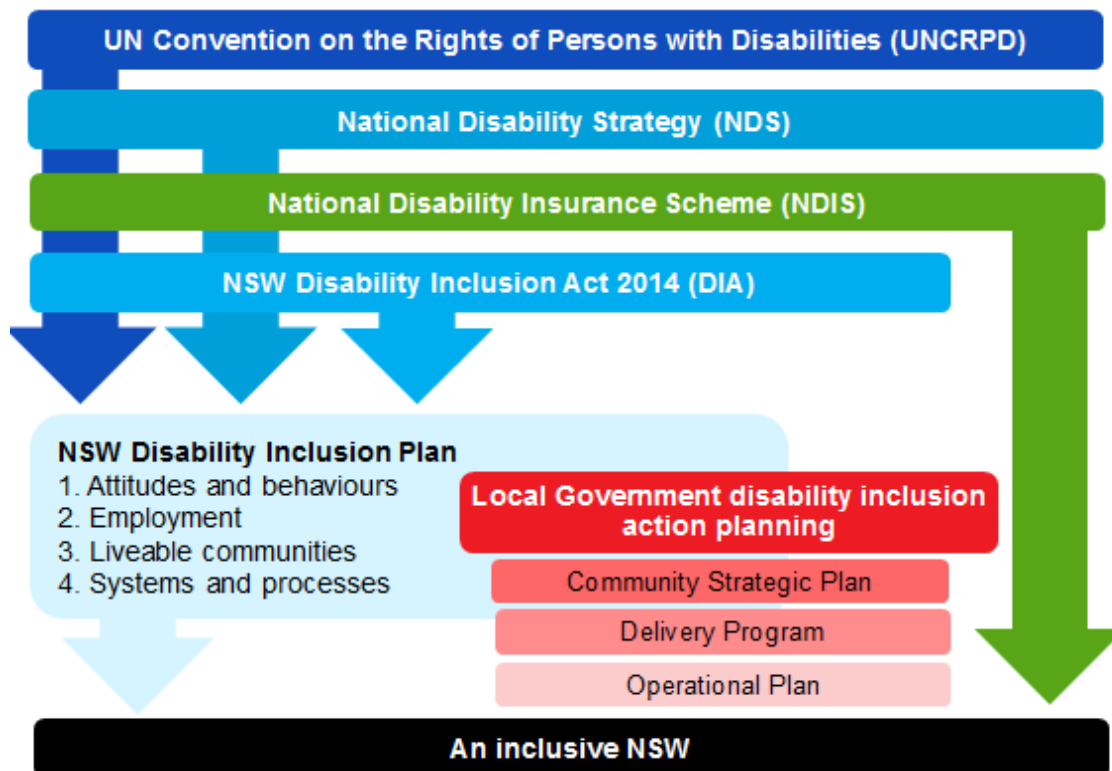 UN Convention on the Rights of Persons with Disabilities (UNCRPD)
National Disability Strategy (NDS)
National Disability Insurance Scheme (NDIS)
NSW Disability Inclusion Act 2014 (DIA)
NSW Disability Inclusion Plan
1. Attitudes and behaviours
2. Employment
3. Liveable communities
4. Systems and processes
Local Government disability inclusion
action planning
Community Strategic Plan
Delivery Program
Operational Plan
An inclusive NSW